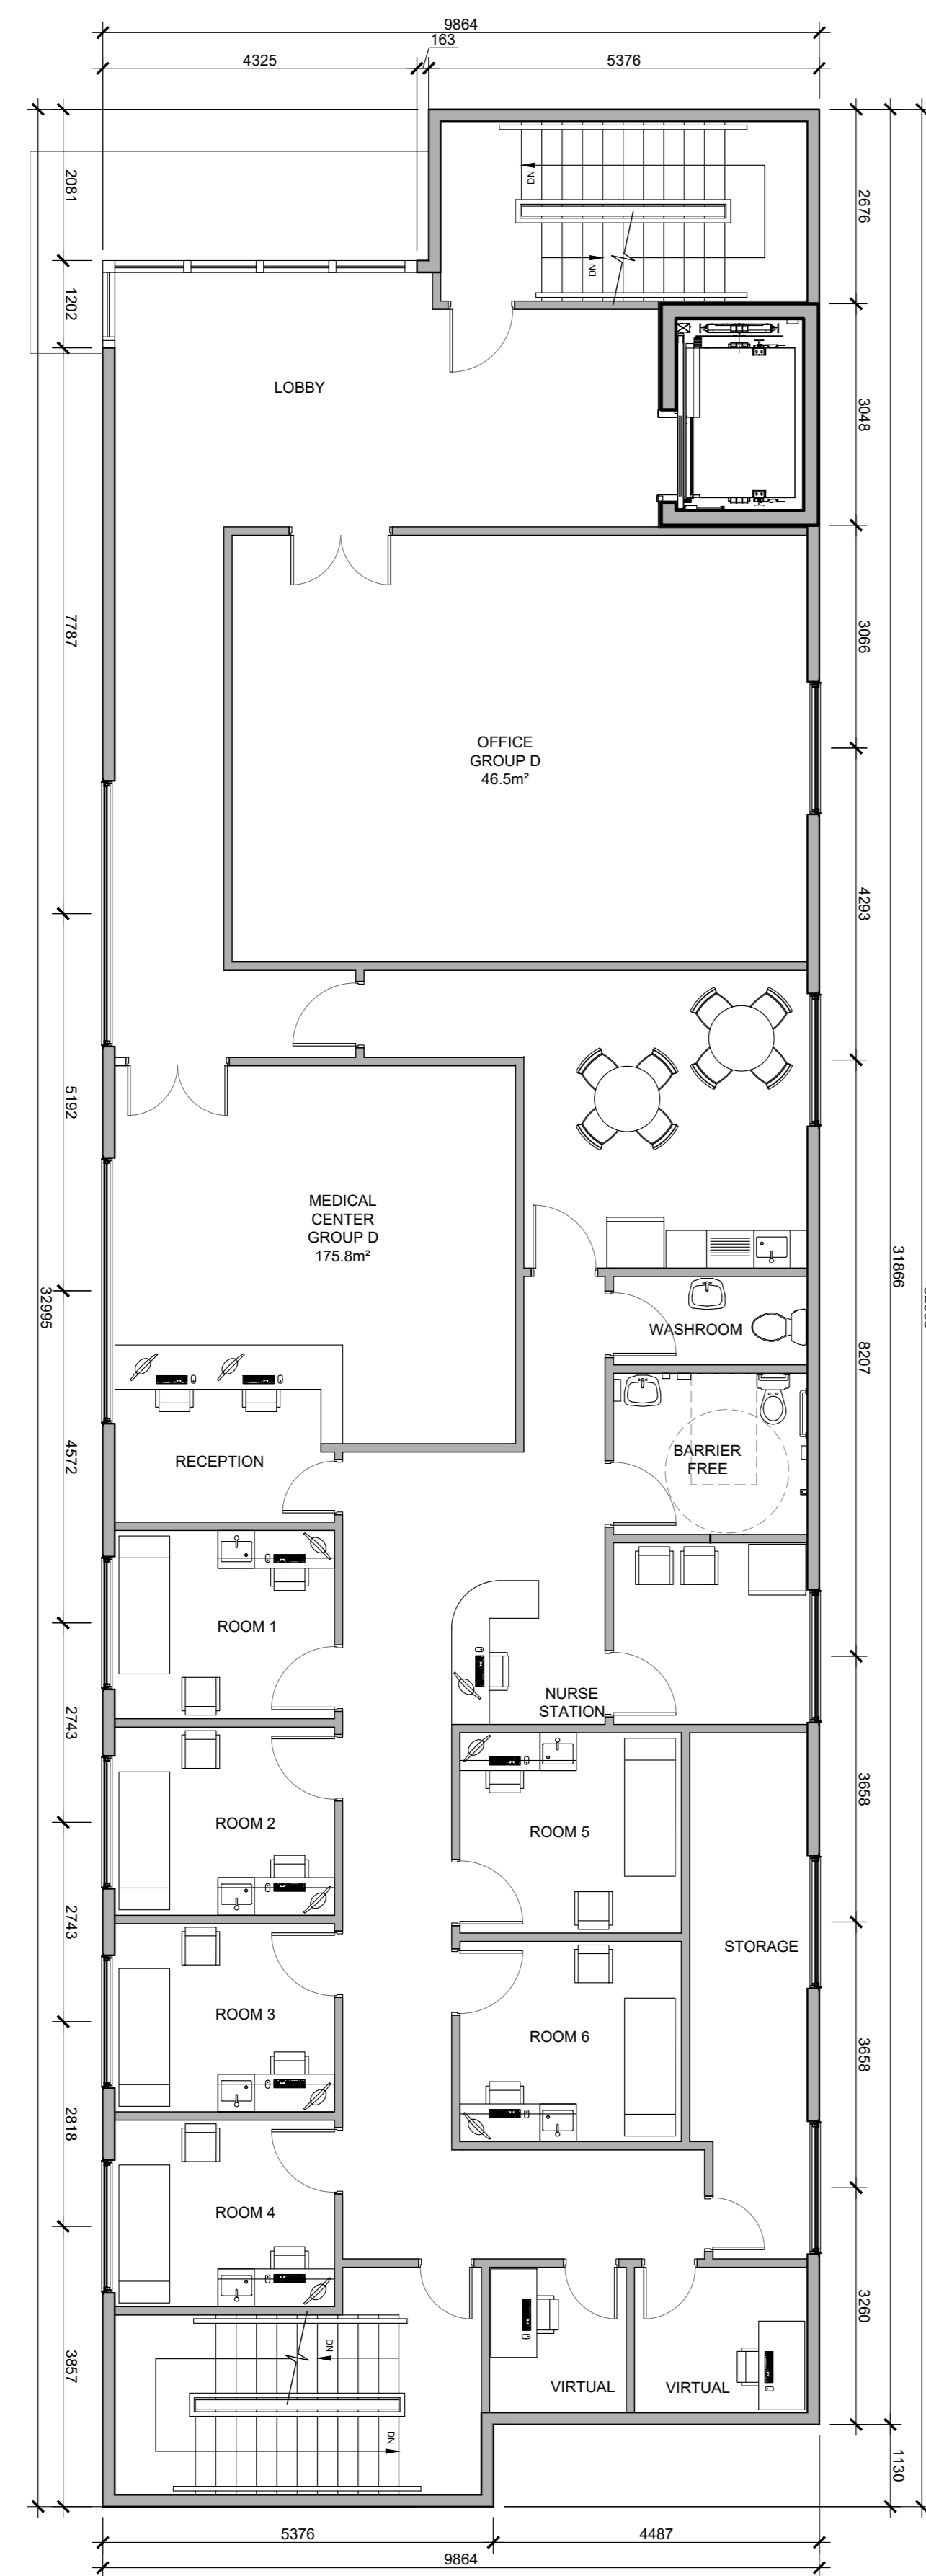 9864
4325
163
5376
2081
2676
DN
DN
1202
LOBBY
3048
7787
3066
OFFICE
GROUP D
46.5m²
4293
5192
MEDICAL
CENTER
GROUP D
175.8m²
31866
32995
WASHROOM
8207
4572
RECEPTION
BARRIER
FREE
ROOM 1
NURSE
STATION
2743
3658
ROOM 2
ROOM 5
2743
STORAGE
ROOM 3
ROOM 6
3658
2818
ROOM 4
3260
DN
3857
VIRTUAL
VIRTUAL
DN
1130
5376
4487
9864